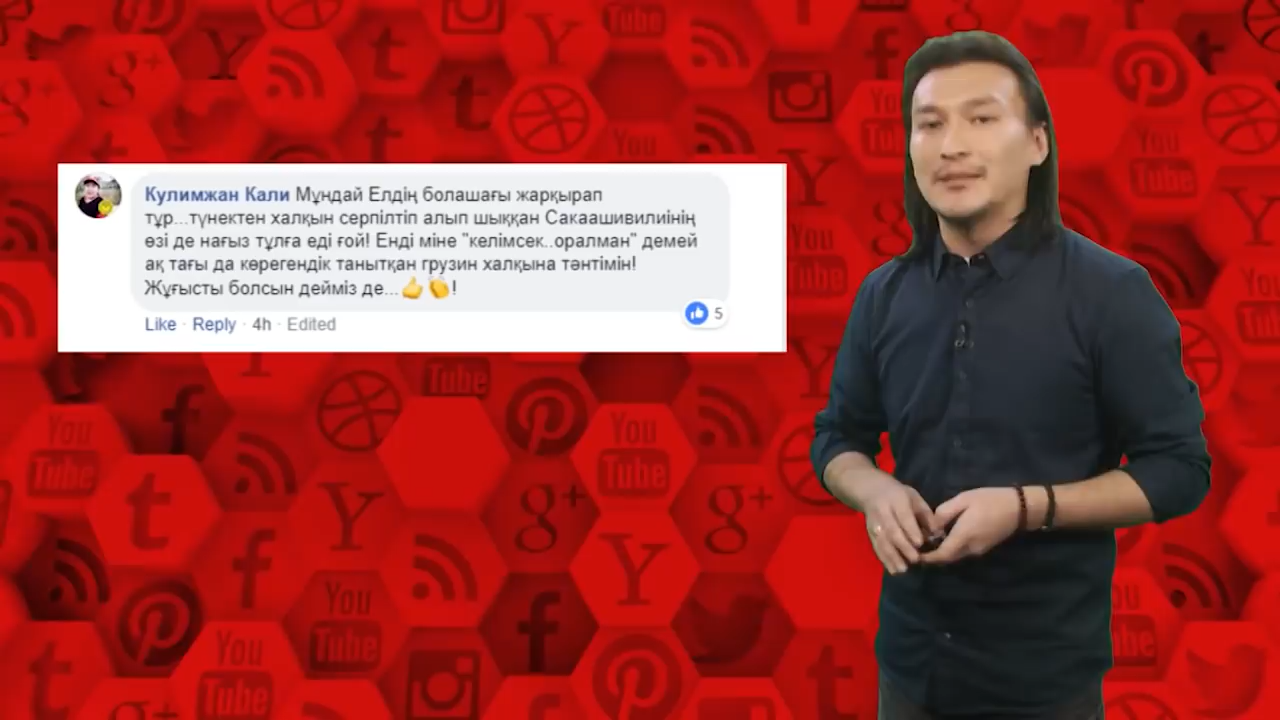 Кулимжан Кали Мұндай Елдің болашағы жарқырап
тұр...түнектен халқын серпілтіп алып шыққан Сакаашивилиінің
өзі де нағыз тұлға еді ғой! Енді міне "келімсек..оралман" демей
ақ тағы да көрегендік танытқан грузин халқына тәнтімін!
Жұғысты болсын дейміз де...👍👏!
Like · Reply · 4h · Edited
5